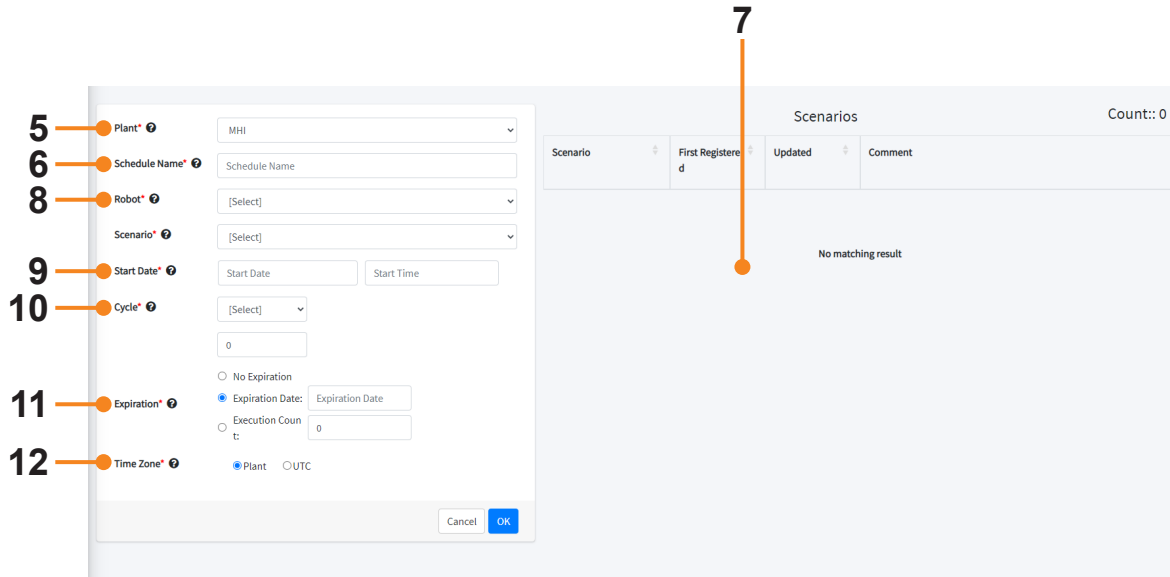 7
Scenarios
Count:: 0
Scenario
First Registere
d
Updated
Comment
No matching result
5
Plant* ?
MHI
6
Schedule Name* ?
Schedule Name
8
Robot* ?
[Select]
Scenario* ?
[Select]
9
Start Date* ?
Start Date
Start Time
10
Cycle* ?
[Select]
0
11
Expiration* ?
No Expiration
Expiration Date:
Expiration Date
Execution Coun
t:
0
12
Time Zone* ?
Plant
UTC
Cancel
OK